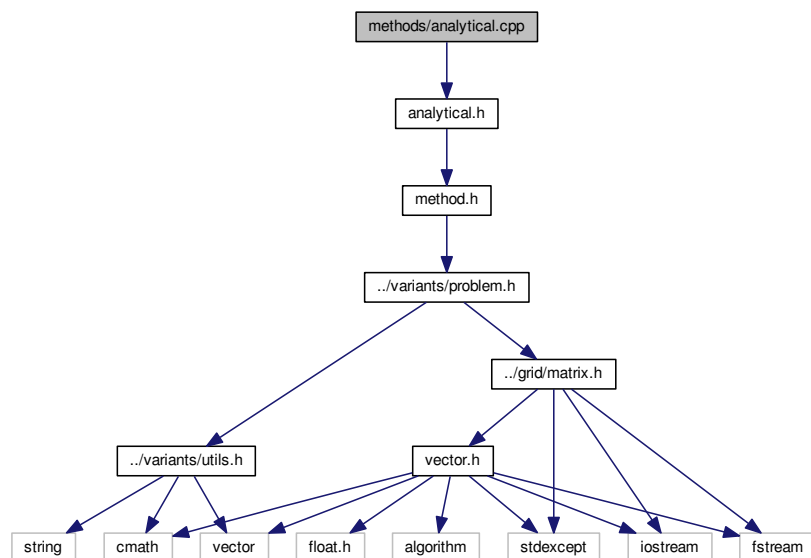 methods/analytical.cpp
analytical.h
method.h
../variants/problem.h
../grid/matrix.h
../variants/utils.h
vector.h
string
cmath
vector
float.h
algorithm
stdexcept
iostream
fstream